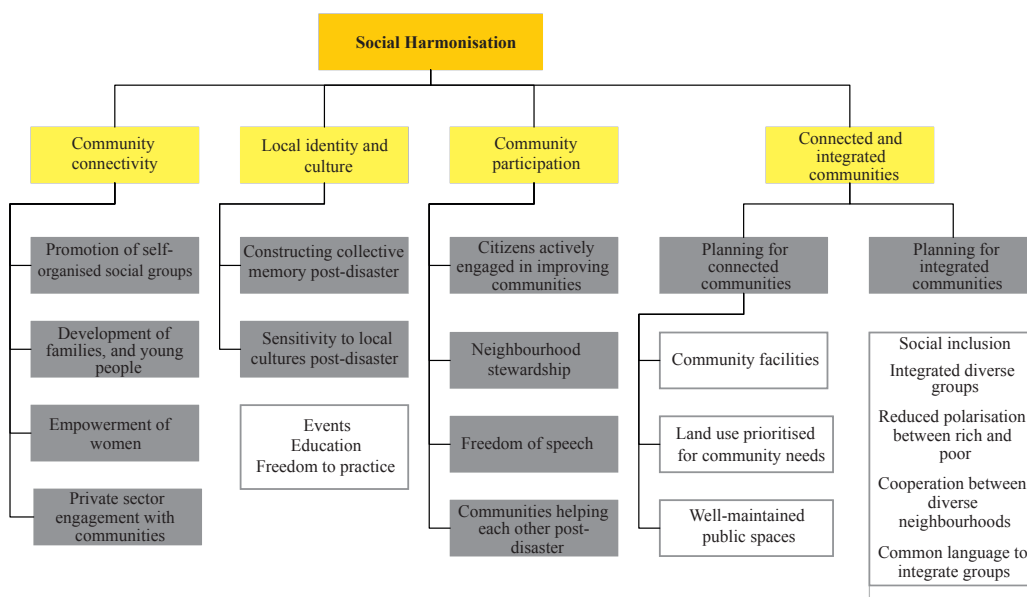 Social Harmonisation
Community
connectivity
Promotion of self-
organised social groups
Development of
families, and young
people
Empowerment of
women
Private sector
engagement with
communities
Local identity and
culture
Constructing collective
memory post-disaster
Sensitivity to local
cultures post-disaster
Events
Education
Freedom to practice
Community
participation
Citizens actively
engaged in improving
communities
Neighbourhood
stewardship
Freedom of speech
Communities helping
each other post-
disaster
Connected and
integrated
communities
Planning for
connected
communities
Community facilities
Land use prioritised
for community needs
Well-maintained
public spaces
Planning for
integrated
communities
Social inclusion
Integrated diverse
groups
Reduced polarisation
between rich and
poor
Cooperation between
diverse
neighbourhoods
Common language to
integrate groups